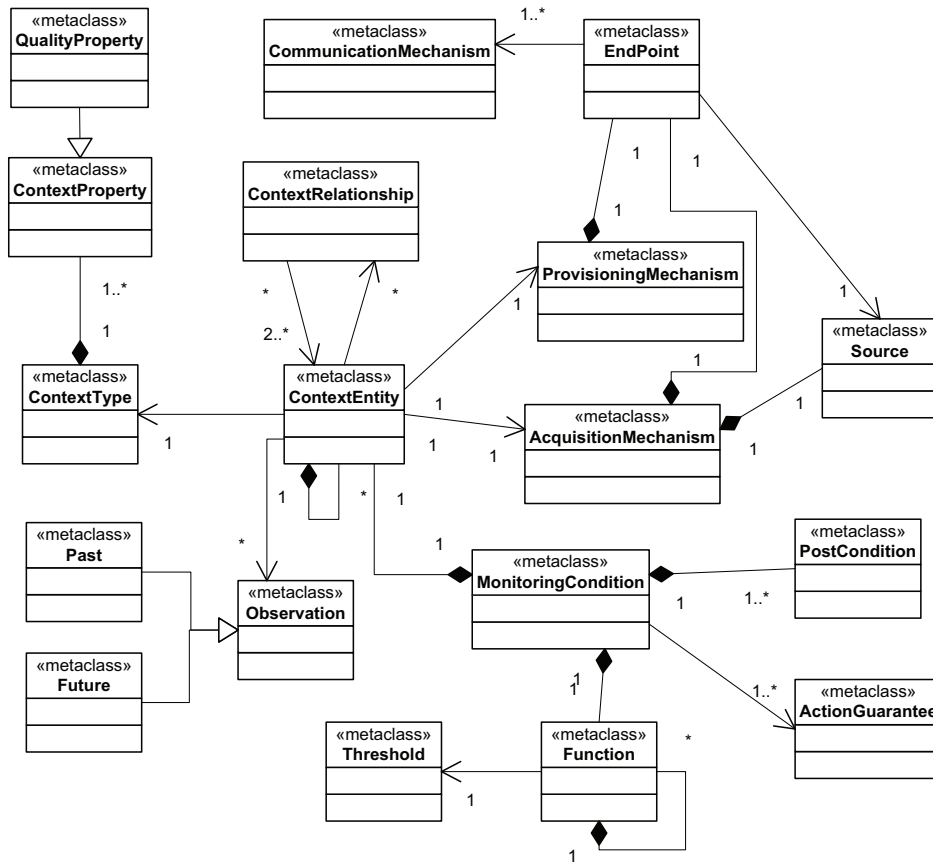 «metaclass»
QualityProperty
«metaclass»
CommunicationMechanism
1..*
«metaclass»
EndPoint
«metaclass»
ContextProperty
«metaclass»
ContextRelationship
1
1
1
«metaclass»
ProvisioningMechanism
1..*
1
*
*
2..*
1
1
«metaclass»
Source
«metaclass»
ContextType
1
«metaclass»
ContextEntity
1
1
1
1
«metaclass»
AcquisitionMechanism
1
1
1
*
1
*
1
«metaclass»
Past
«metaclass»
Observation
«metaclass»
MonitoringCondition
1
1..*
«metaclass»
PostCondition
«metaclass»
Future
1
1
1..*
«metaclass»
ActionGuarantee
«metaclass»
Threshold
1
«metaclass»
Function
*
1
1